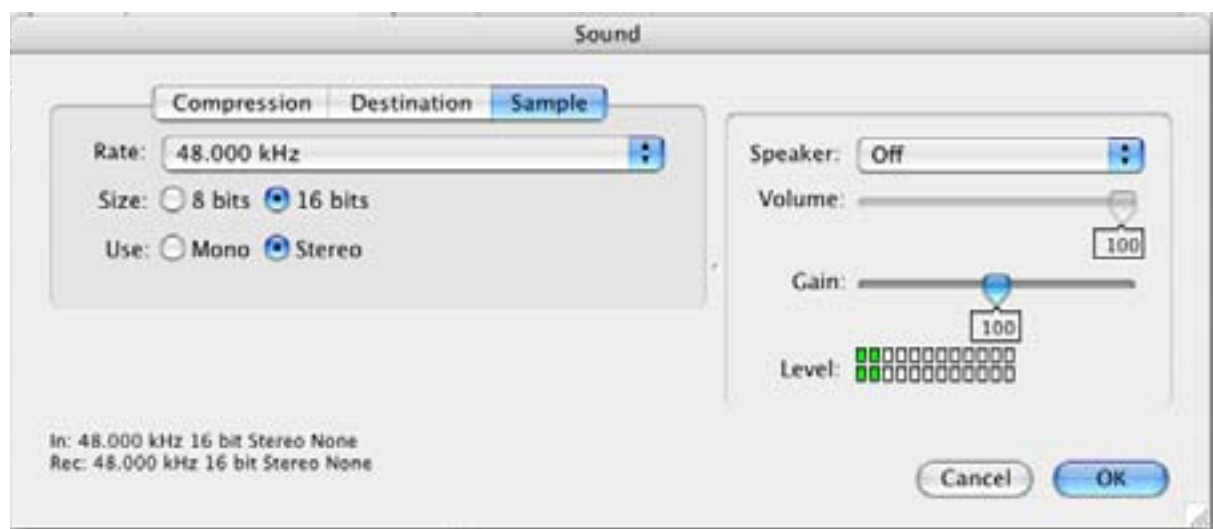 Sound
Compression Destination Sample
Rate: 48.000 kHz
Size: 8 bits 16 bits
Use: Mono Stereo
Speaker: Off
Volume:
100
Gain:
100
Level:
In: 48.000 kHz 16 bit Stereo None
Rec: 48.000 kHz 16 bit Stereo None
Cancel OK